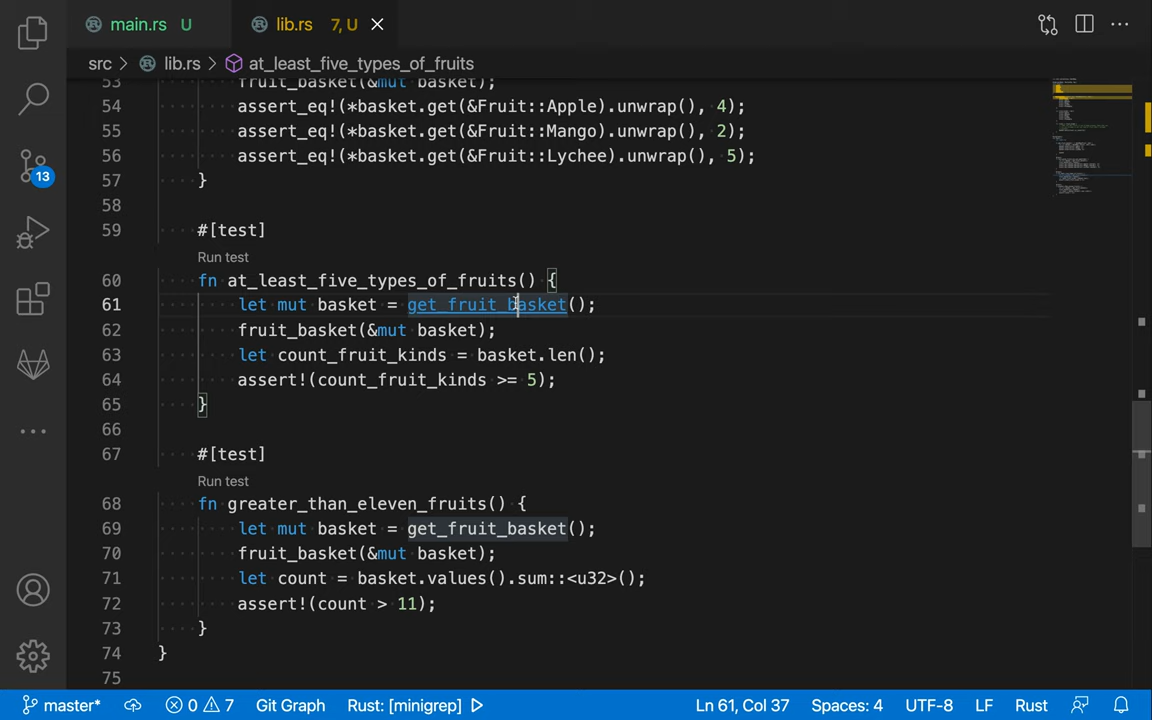 main.rs U lib.rs 7, U
src > lib.rs > at_least_five_types_of_fruits
53 fruit_basket(&mut basket);
54 assert_eq!(*basket.get(&Fruit::Apple).unwrap(), 4);
55 assert_eq!(*basket.get(&Fruit::Mango).unwrap(), 2);
56 assert_eq!(*basket.get(&Fruit::Lychee).unwrap(), 5);
57 }
58
59 #[test]
Run test
60 fn at_least_five_types_of_fruits() {
61 let mut basket = get_fruit_basket();
62 fruit_basket(&mut basket);
63 let count_fruit_kinds = basket.len();
64 assert!(count_fruit_kinds >= 5);
65 }
66
67 #[test]
Run test
68 fn greater_than_eleven_fruits() {
69 let mut basket = get_fruit_basket();
70 fruit_basket(&mut basket);
71 let count = basket.values().sum::<u32>();
72 assert!(count > 11);
73 }
74 }
75
13
master* 0 7 Git Graph Rust: [minigrep] Ln 61, Col 37 Spaces: 4 UTF-8 LF Rust